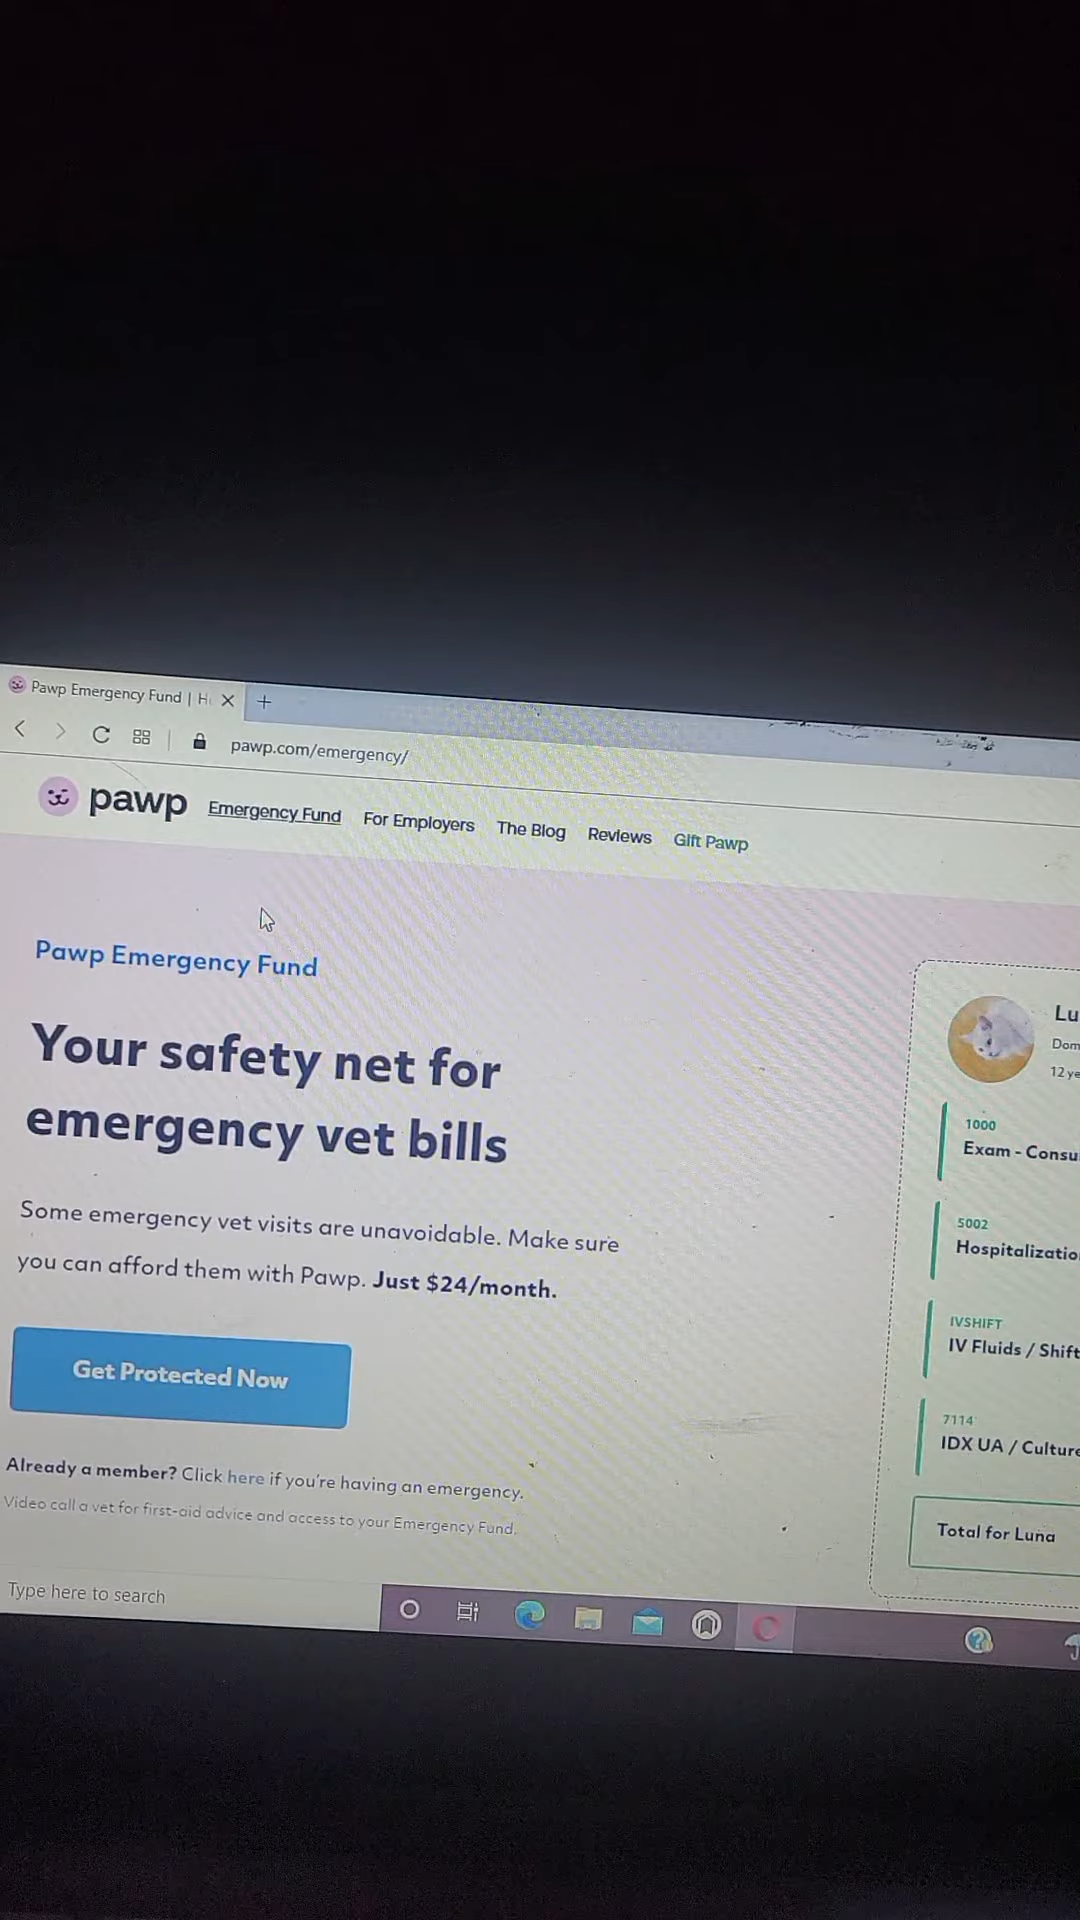 Pawp Emergency Fund | H
pawp.com/emergency/
pawp Emergency Fund For Employers The Blog Reviews Gift Pawp
Pawp Emergency Fund
Your safety net for
emergency vet bills
Some emergency vet visits are unavoidable. Make sure
you can afford them with Pawp. Just $24/month.
Get Protected Now
Already a member? Click here if you're having an emergency.
Video call a vet for first-aid advice and access to your Emergency Fund.
Lu
Dom
12 ye
1000
Exam - Consu
5002
Hospitalizatio
IVSHIFT
IV Fluids / Shift
7114
IDX UA / Culture
Total for Luna
Type here to search